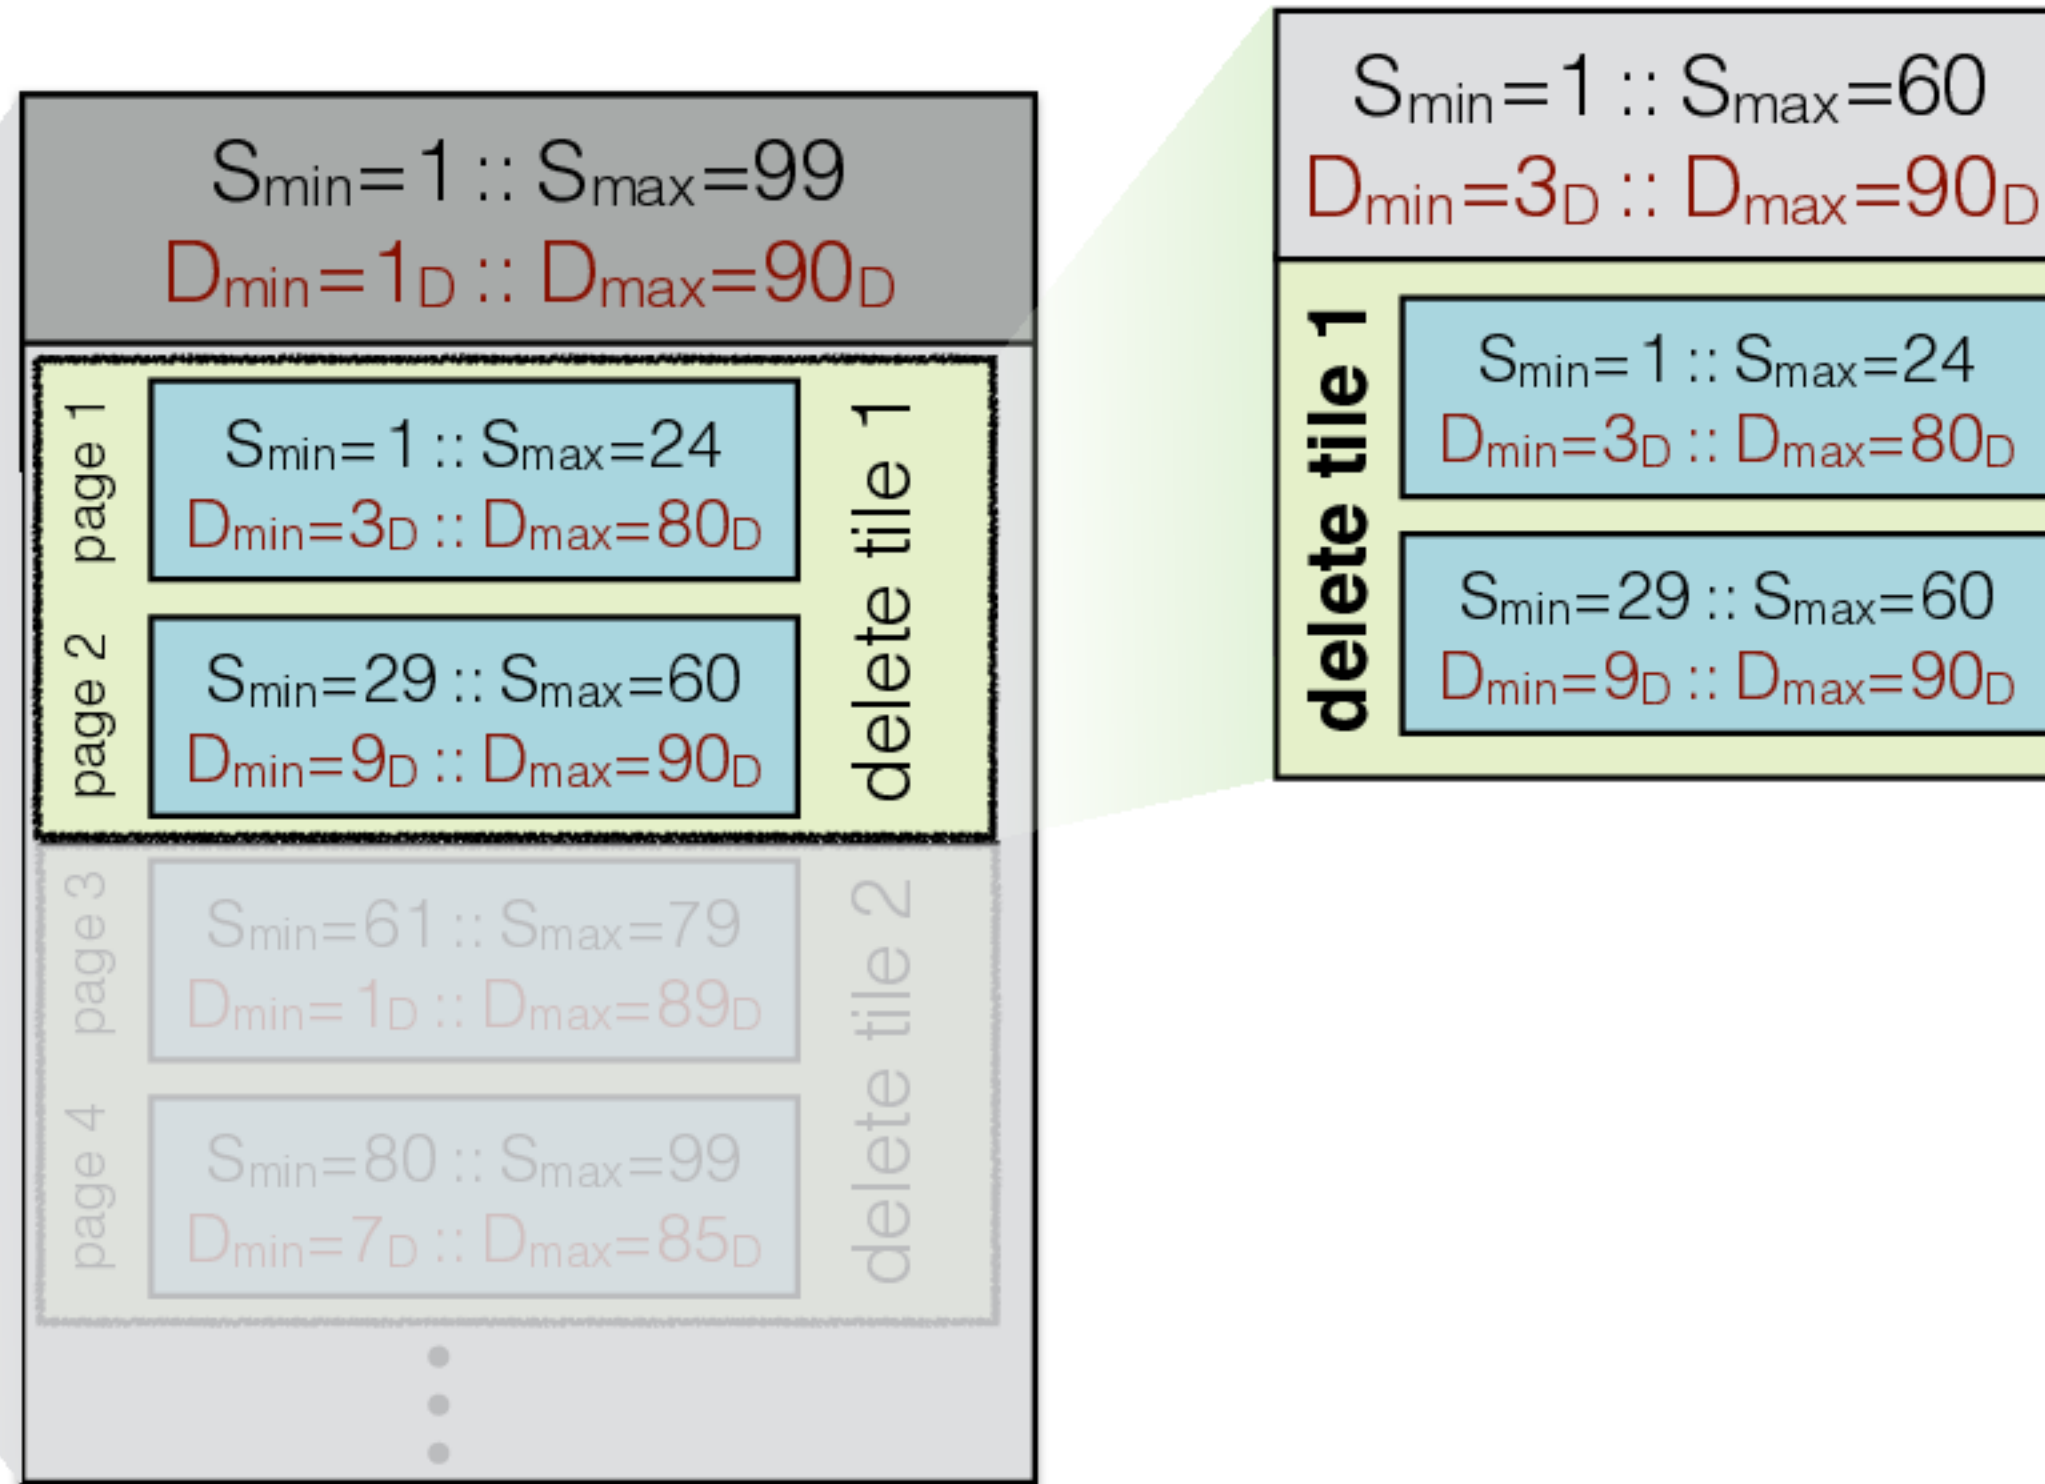 Smin=1 :: Smax=99
Dmin=1D :: Dmax=90D
page 1
Smin=1 :: Smax=24
Dmin=3D :: Dmax=80D
page 2
Smin=29 :: Smax=60
Dmin=9D :: Dmax=90D
delete tile 1
page 3
Smin=61 :: Smax=79
Dmin=1D :: Dmax=89D
page 4
Smin=80 :: Smax=99
Dmin=7D :: Dmax=85D
delete tile 2
Smin=1 :: Smax=60
Dmin=3D :: Dmax=90D
delete tile 1
Smin=1 :: Smax=24
Dmin=3D :: Dmax=80D
Smin=29 :: Smax=60
Dmin=9D :: Dmax=90D